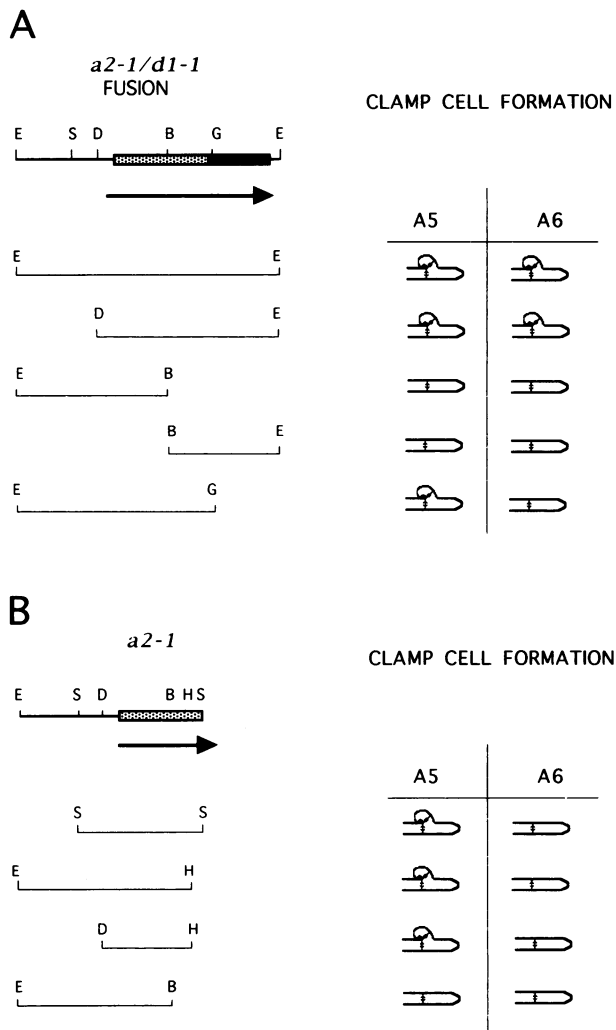 A
a2-1/d1-1
FUSION
CLAMP CELL FORMATION
E S D B G E
A5 A6
E E
D E
E B
B E
E G
B
a2-1
CLAMP CELL FORMATION
E S D B H S
A5 A6
S S
E H
D H
E B